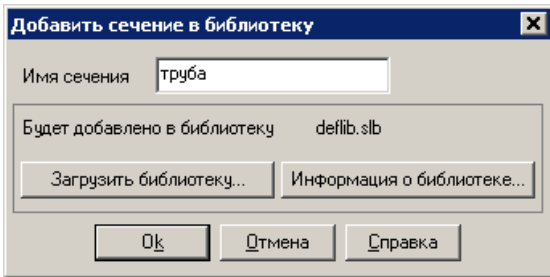 Добавить сечение в библиотеку
Имя сечения труба
Будет добавлено в библиотеку deflib.slb
Загрузить библиотеку... Информация о библиотеке...
Ok Отмена Справка